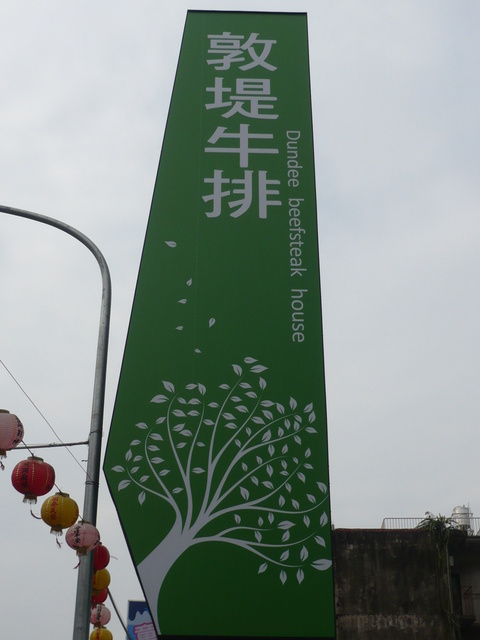 敦堤牛排
Dundee beefsteak house